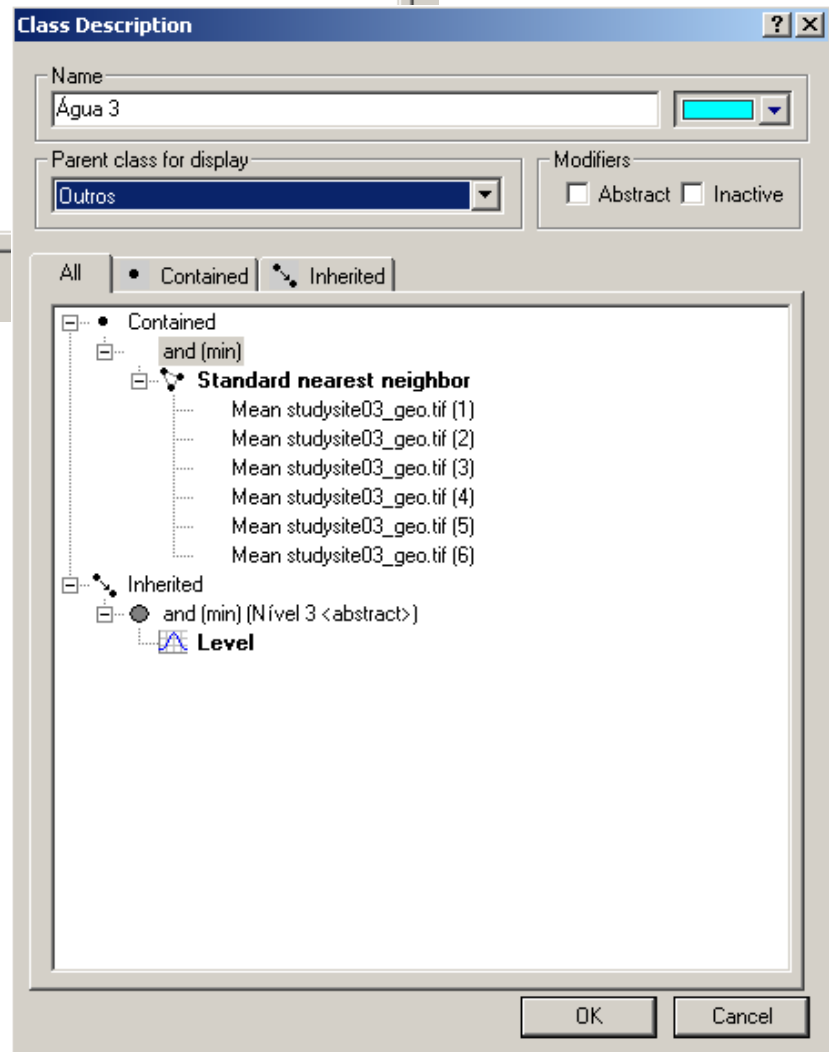 Class Description
Name
Água 3
Parent class for display
Modifiers
Outros
Abstract Inactive
All Contained Inherited
Contained
and (min)
Standard nearest neighbor
Mean studysite03_geo.tif (1)
Mean studysite03_geo.tif (2)
Mean studysite03_geo.tif (3)
Mean studysite03_geo.tif (4)
Mean studysite03_geo.tif (5)
Mean studysite03_geo.tif (6)
Inherited
and (min) (Nível 3 <abstract>)
Level
OK Cancel